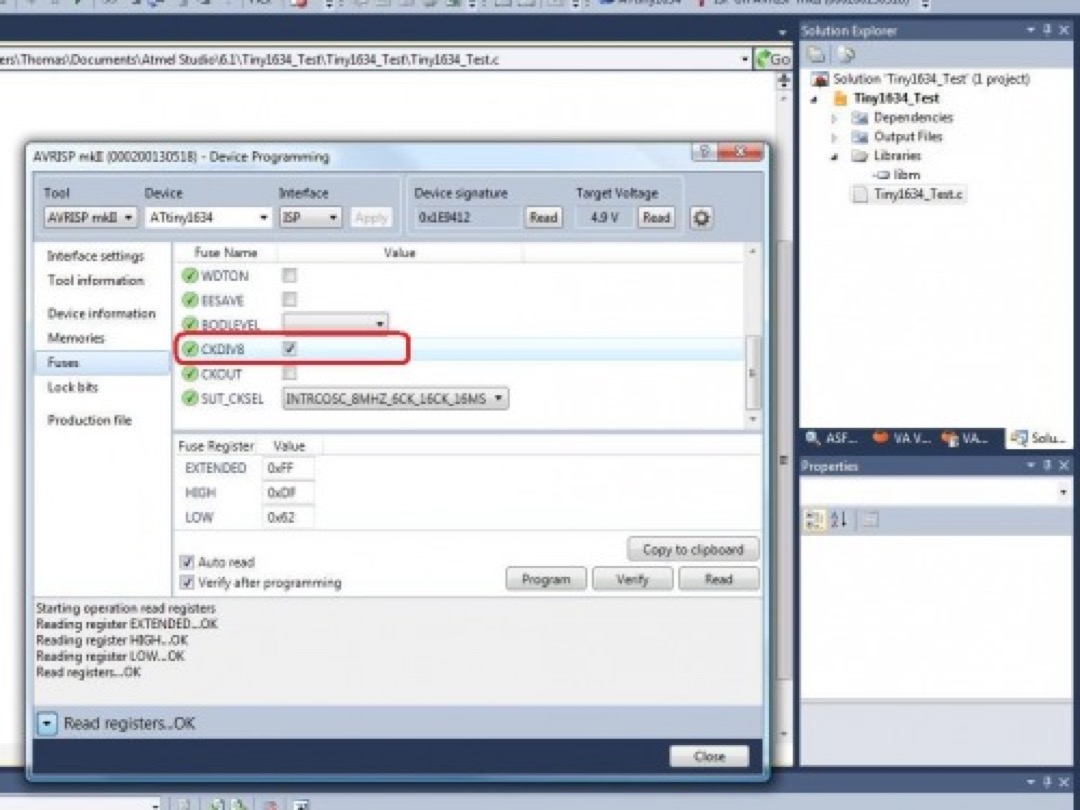 Solution Explorer
ers\Thomas\Documents\Atmel Studio\6.1\Tiny1634_Test\Tiny1634_Test\Tiny1634_Test.c
Go
Solution 'Tiny1634_Test' (1 project)
Tiny1634_Test
Dependencies
Output Files
Libraries
libm
Tiny1634_Test.c
AVRISP mkII (000200130518) - Device Programming
Tool Device Interface Device signature Target Voltage
AVRISP mkII ATtiny1634 ISP Apply 0x1E9412 Read 4.9 V Read
Interface settings
Tool information
Device information
Memories
Fuses
Lock bits
Production file
Fuse Name Value
WDTON
EESAVE
BODLEVEL
CKDIV8
CKOUT
SUT_CKSEL INTRCOSC_8MHZ_6CK_16CK_16MS
Fuse Register Value
EXTENDED 0xFF
HIGH 0xDF
LOW 0x62
Copy to clipboard
Auto read
Verify after programming
Program Verify Read
Starting operation read registers
Reading register EXTENDED...OK
Reading register HIGH...OK
Reading register LOW...OK
Read registers...OK
Read registers...OK
Close
ASF... VA V... VA... Solu...
Properties